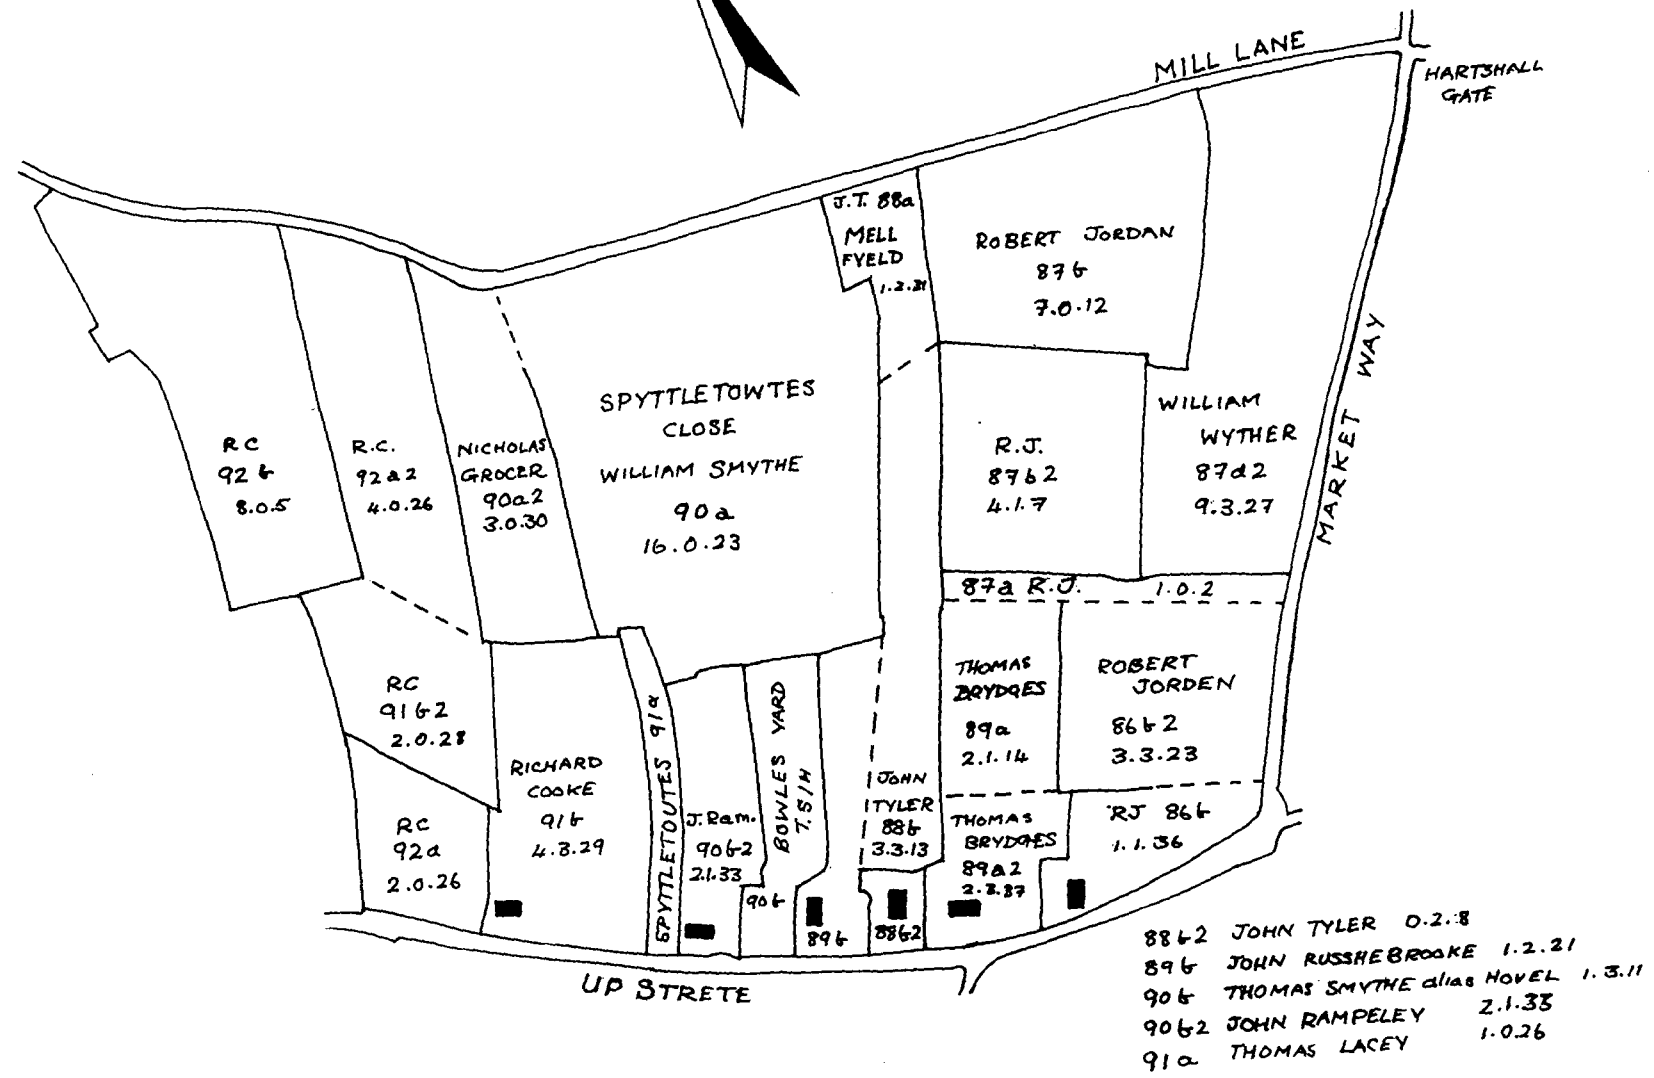 MILL LANE
HARTSHALL
GATE
J.T. 88a
MELL
FYELD
1.2.21
ROBERT JORDAN
87b
7.0.12
MARKET WAY
SPYTTLETOWTES
CLOSE
WILLIAM SMYTHE
90a
16.0.23
WILLIAM
WYTHER
87a2
9.3.27
RC
92b
8.0.5
R.C.
92a2
4.0.26
NICHOLAS
GROCER
90a2
3.0.30
R.J.
87b2
4.1.7
87a R.J. 1.0.2
RC
91b2
2.0.28
THOMAS
BRYDGES
89a
2.1.14
ROBERT
JORDEN
86b2
3.3.23
RICHARD
COOKE
91b
4.3.29
SPYTTLETOUTES 91a
BOWLES YARD
T.S/H
JOHN
TYLER
88b
3.3.13
RC
92a
2.0.26
J.Ram.
90b2
2.1.33
THOMAS
BRYDGES
89a2
RJ 86b
1.1.36
90b
89b
88b2
UP STRETE
88b2 JOHN TYLER 0.2.8
89b JOHN RUSSHEBROOKE 1.2.21
90b THOMAS SMYTHE alias HOVEL 1.3.11
90b2 JOHN RAMPELEY 2.1.33
91a THOMAS LACEY 1.0.26